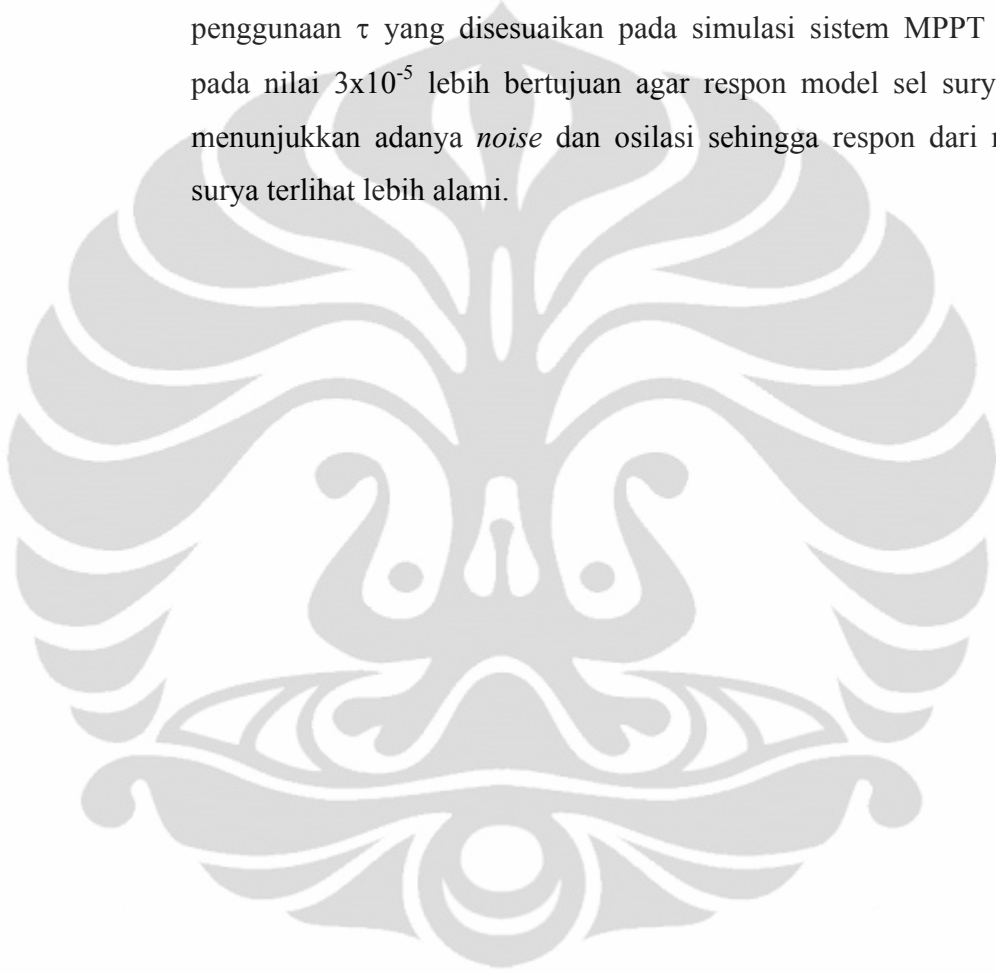 penggunaan τ yang disesuaikan pada simulasi sistem MPPT
pada nilai 3x10⁻⁵ lebih bertujuan agar respon model sel sury
menunjukkan adanya noise dan osilasi sehingga respon dari
surya terlihat lebih alami.